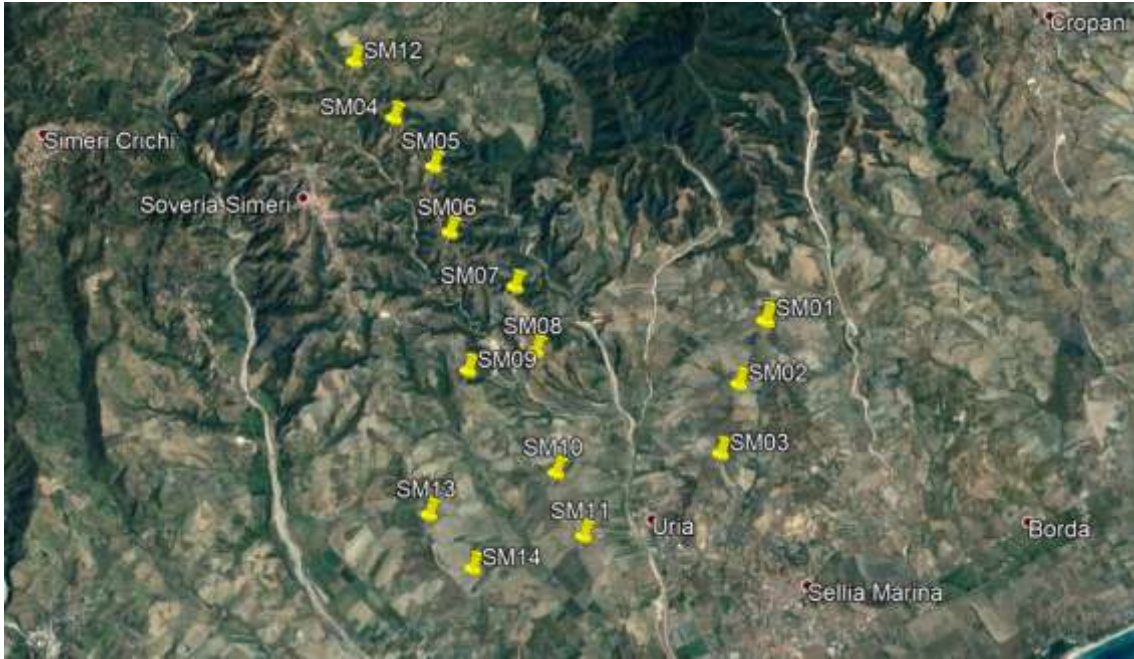 Cropan
SM12
SM04
Simeri Crichi
SM05
Soveria Simeri
SM06
SM07
SM01
SM08
SM09
SM02
SM03
SM10
SM13
SM11
Uria
Borda
SM14
Sellia Marina